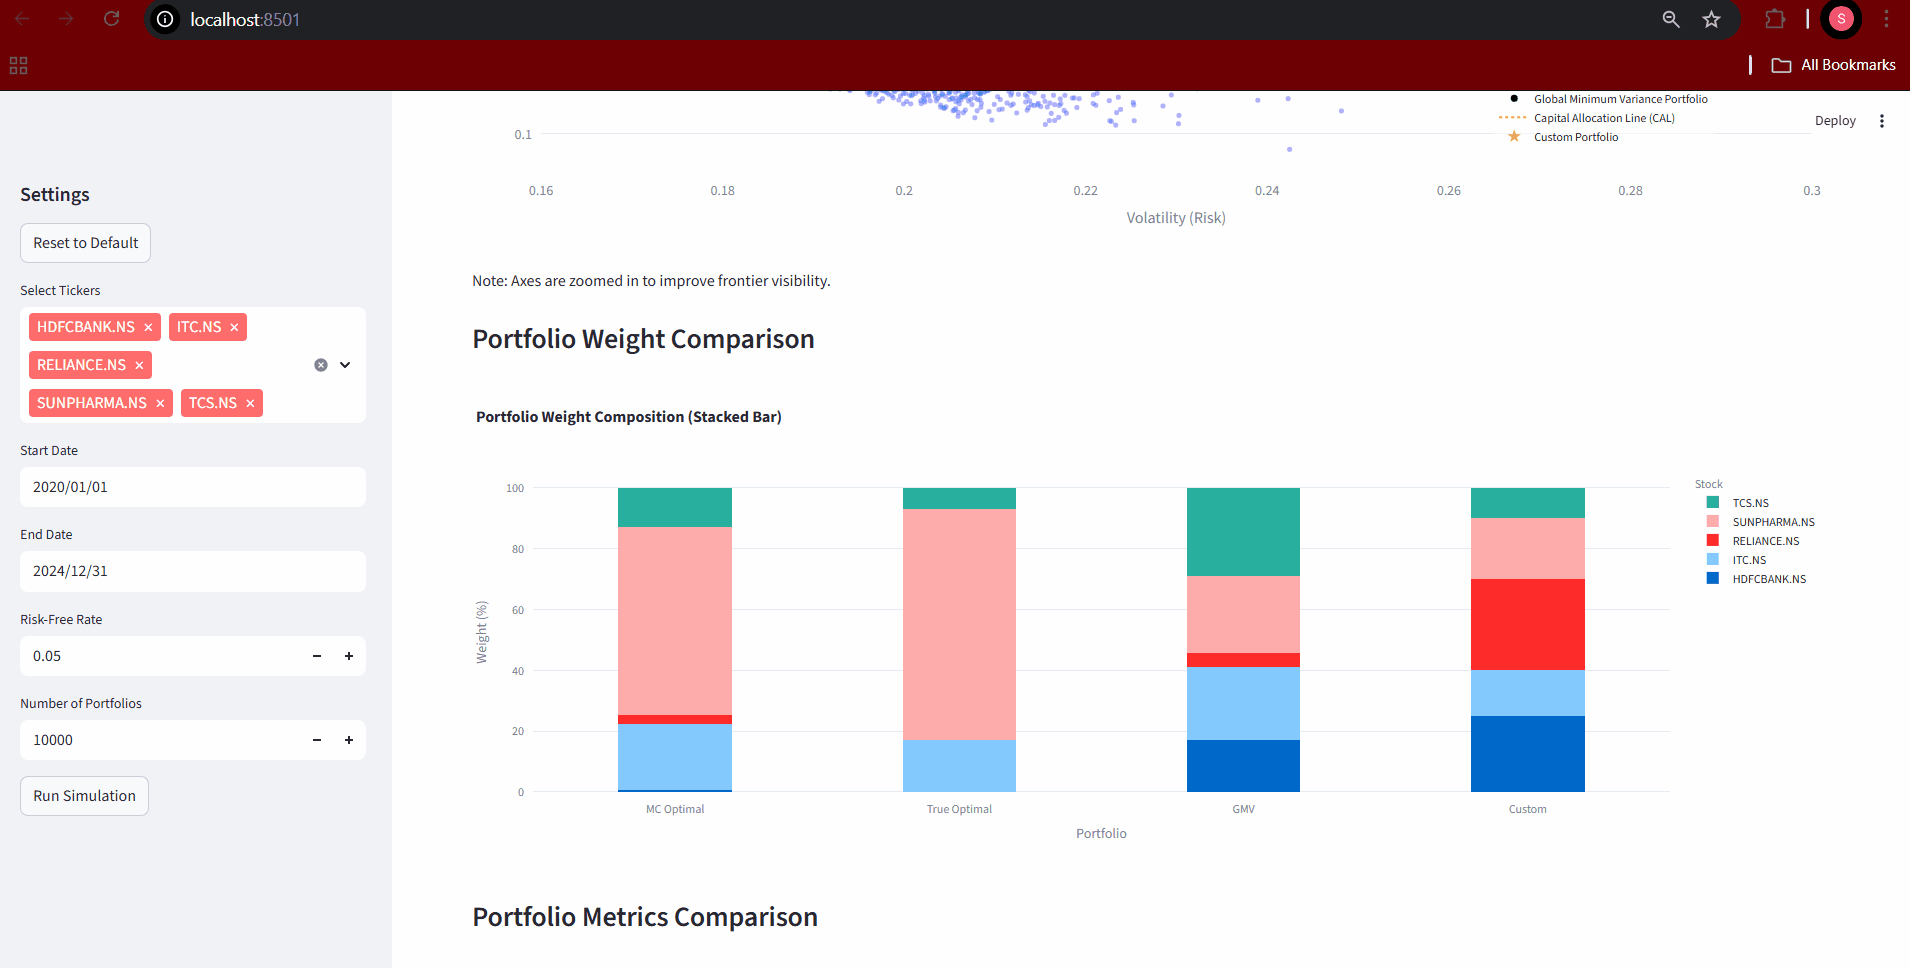 localhost:8501
S
All Bookmarks
Deploy
Settings
Reset to Default
Select Tickers
HDFCBANK.NS × ITC.NS ×
RELIANCE.NS ×
SUNPHARMA.NS × TCS.NS ×
Start Date
2020/01/01
End Date
2024/12/31
Risk-Free Rate
0.05 − +
Number of Portfolios
10000 − +
Run Simulation
Global Minimum Variance Portfolio
Capital Allocation Line (CAL)
Custom Portfolio
0.1
0.16 0.18 0.2 0.22 0.24 0.26 0.28 0.3
Volatility (Risk)
Note: Axes are zoomed in to improve frontier visibility.
Portfolio Weight Comparison
Portfolio Weight Composition (Stacked Bar)
Weight (%)
100
80
60
40
20
0
MC Optimal True Optimal GMV Custom
Portfolio
Stock
TCS.NS
SUNPHARMA.NS
RELIANCE.NS
ITC.NS
HDFCBANK.NS
Portfolio Metrics Comparison